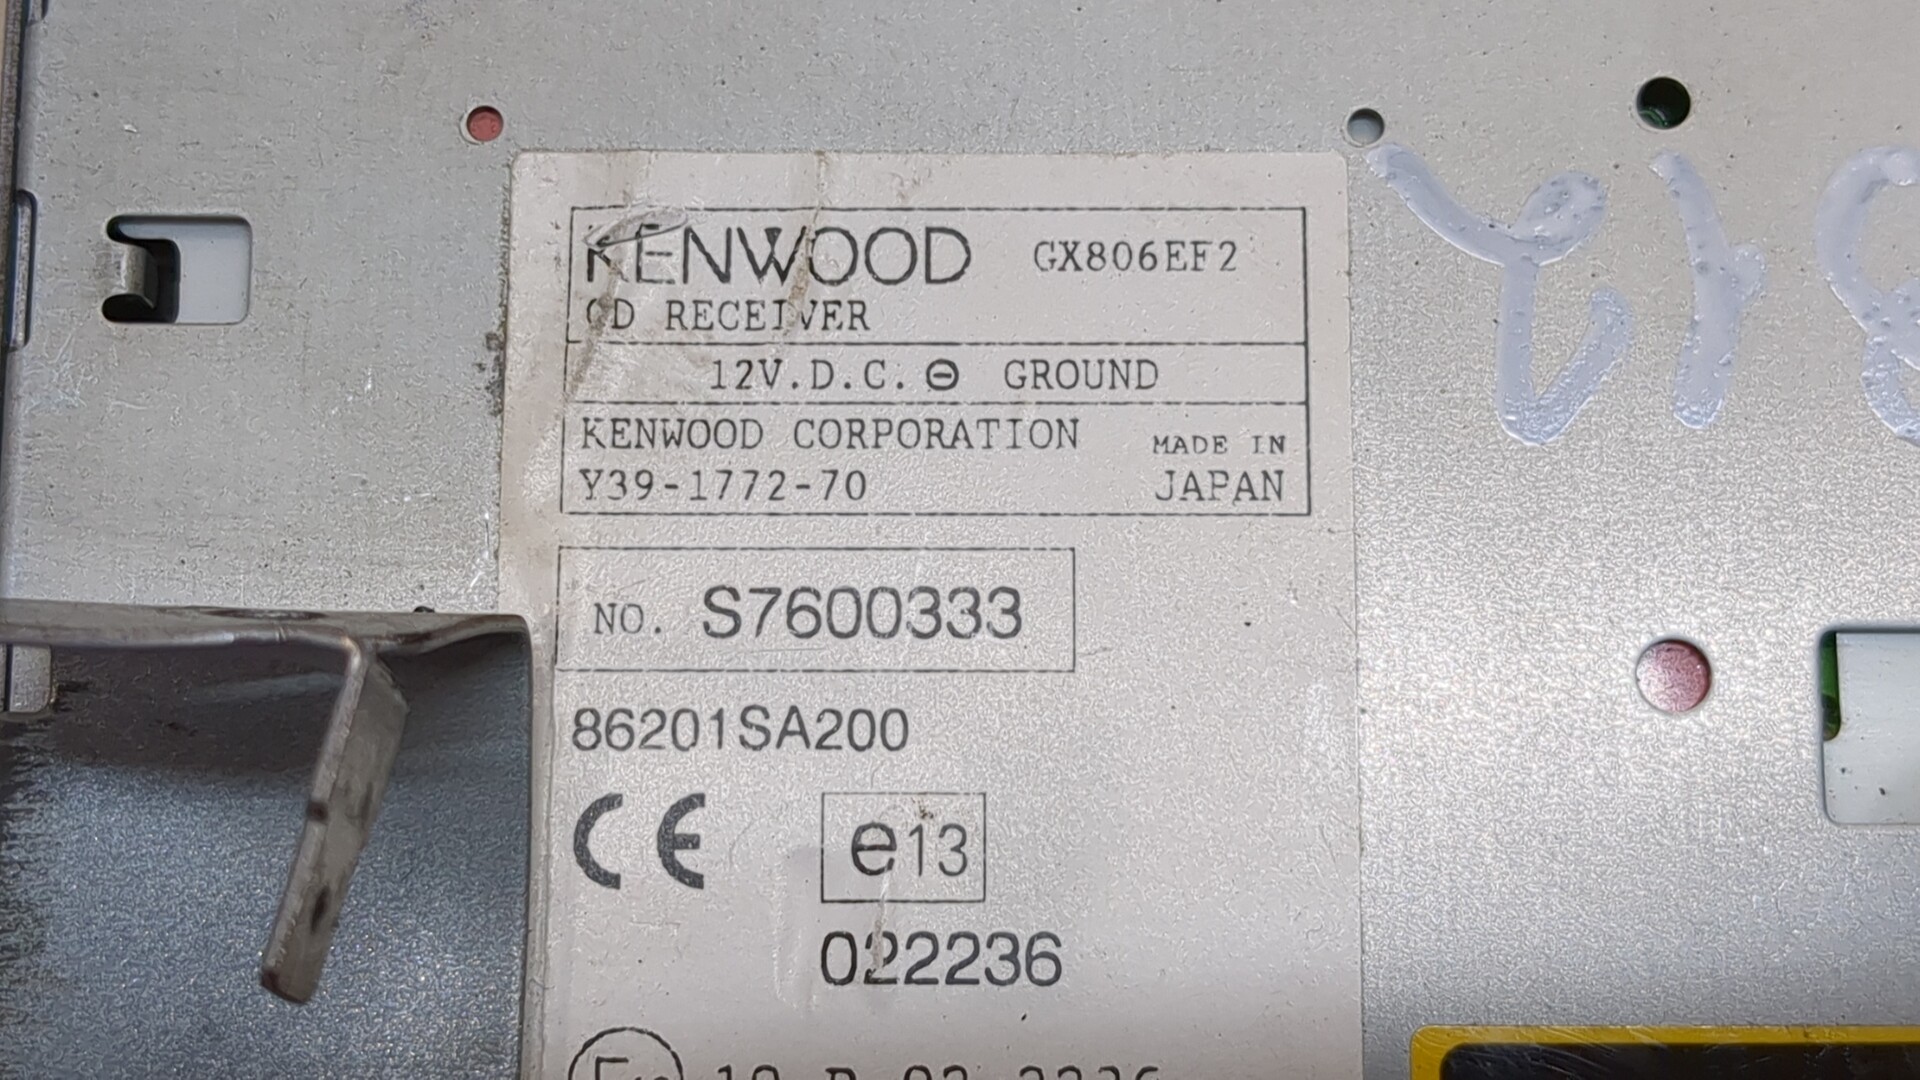 KENWOOD GX806EF2
CD RECEIVER
12V.D.C. ⊖ GROUND
KENWOOD CORPORATION MADE IN
Y39-1772-70 JAPAN
NO. S7600333
86201SA200
CE e13
022236